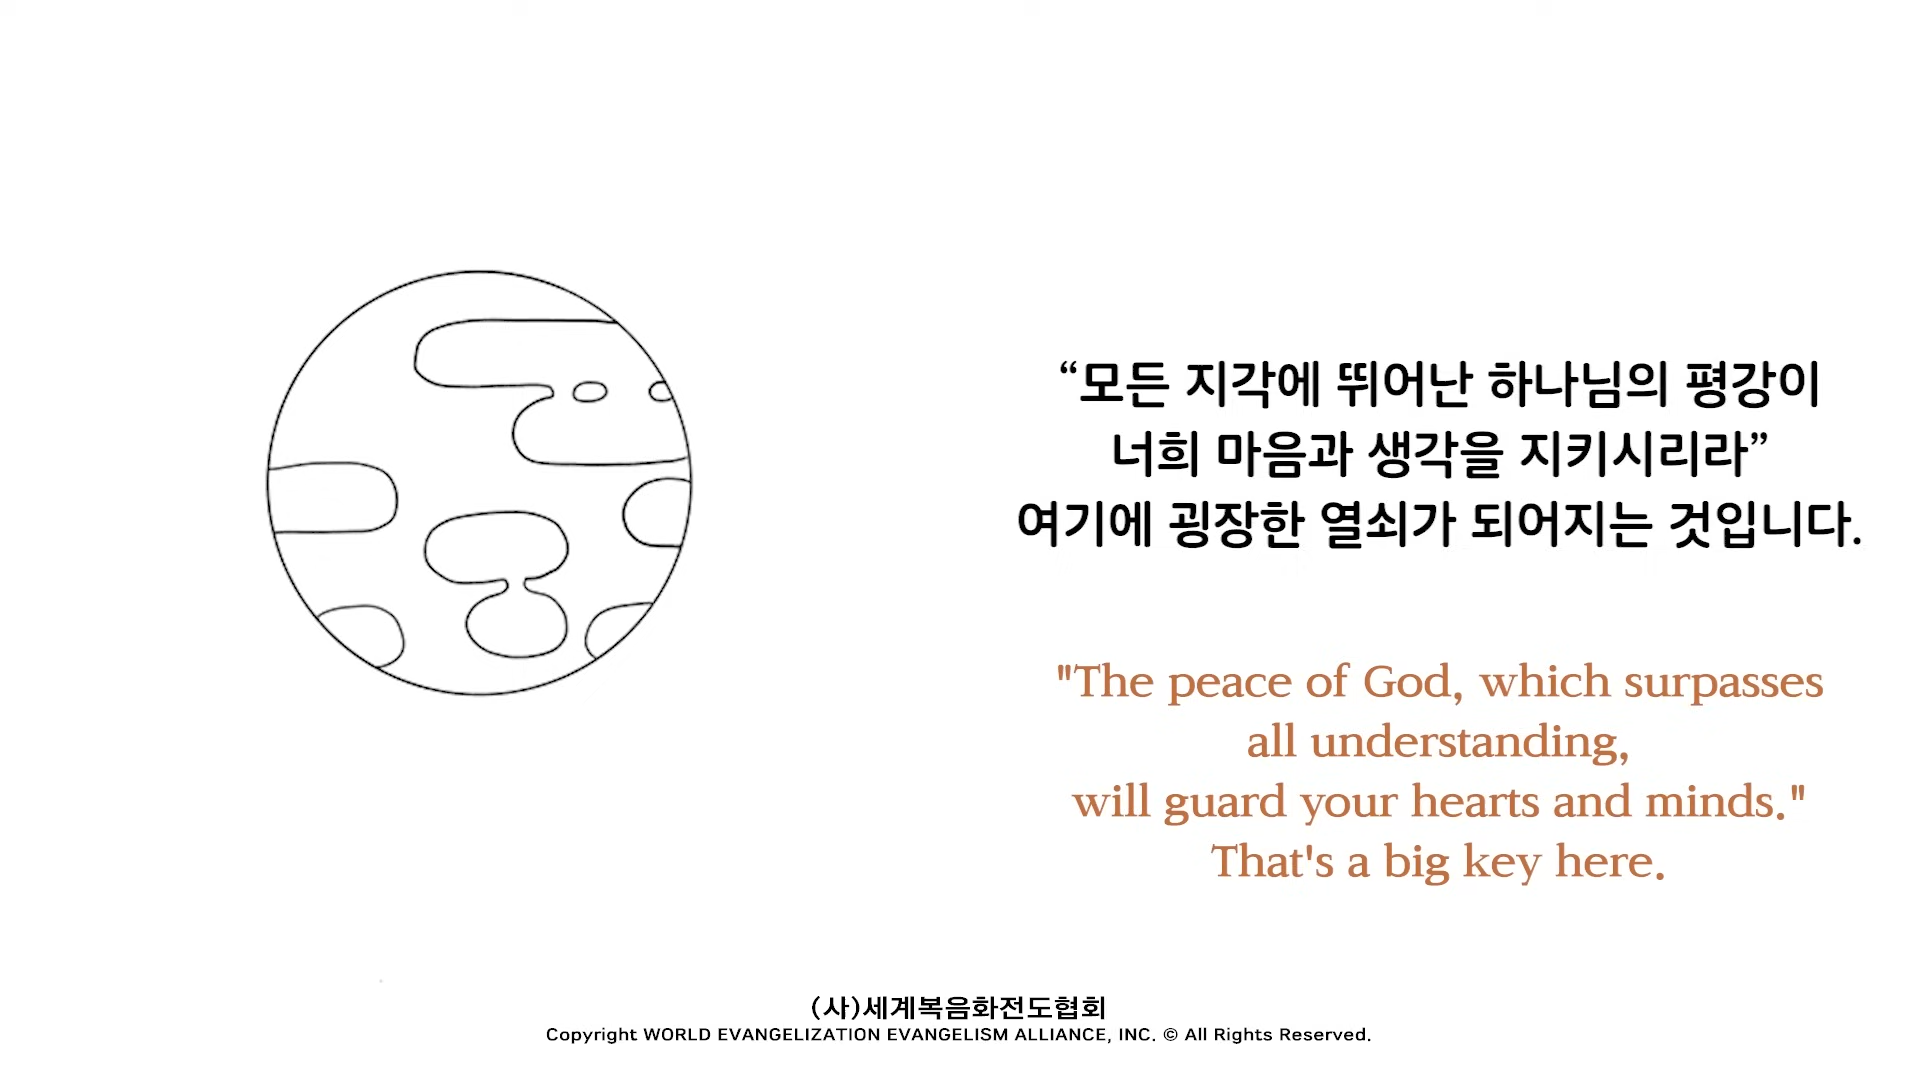 “모든 지각에 뛰어난 하나님의 평강이
너희 마음과 생각을 지키시리라”
여기에 굉장한 열쇠가 되어지는 것입니다.
"The peace of God, which surpasses
all understanding,
will guard your hearts and minds."
That's a big key here.
(사)세계복음화전도협회
Copyright WORLD EVANGELIZATION EVANGELISM ALLIANCE, INC. © All Rights Reserved.